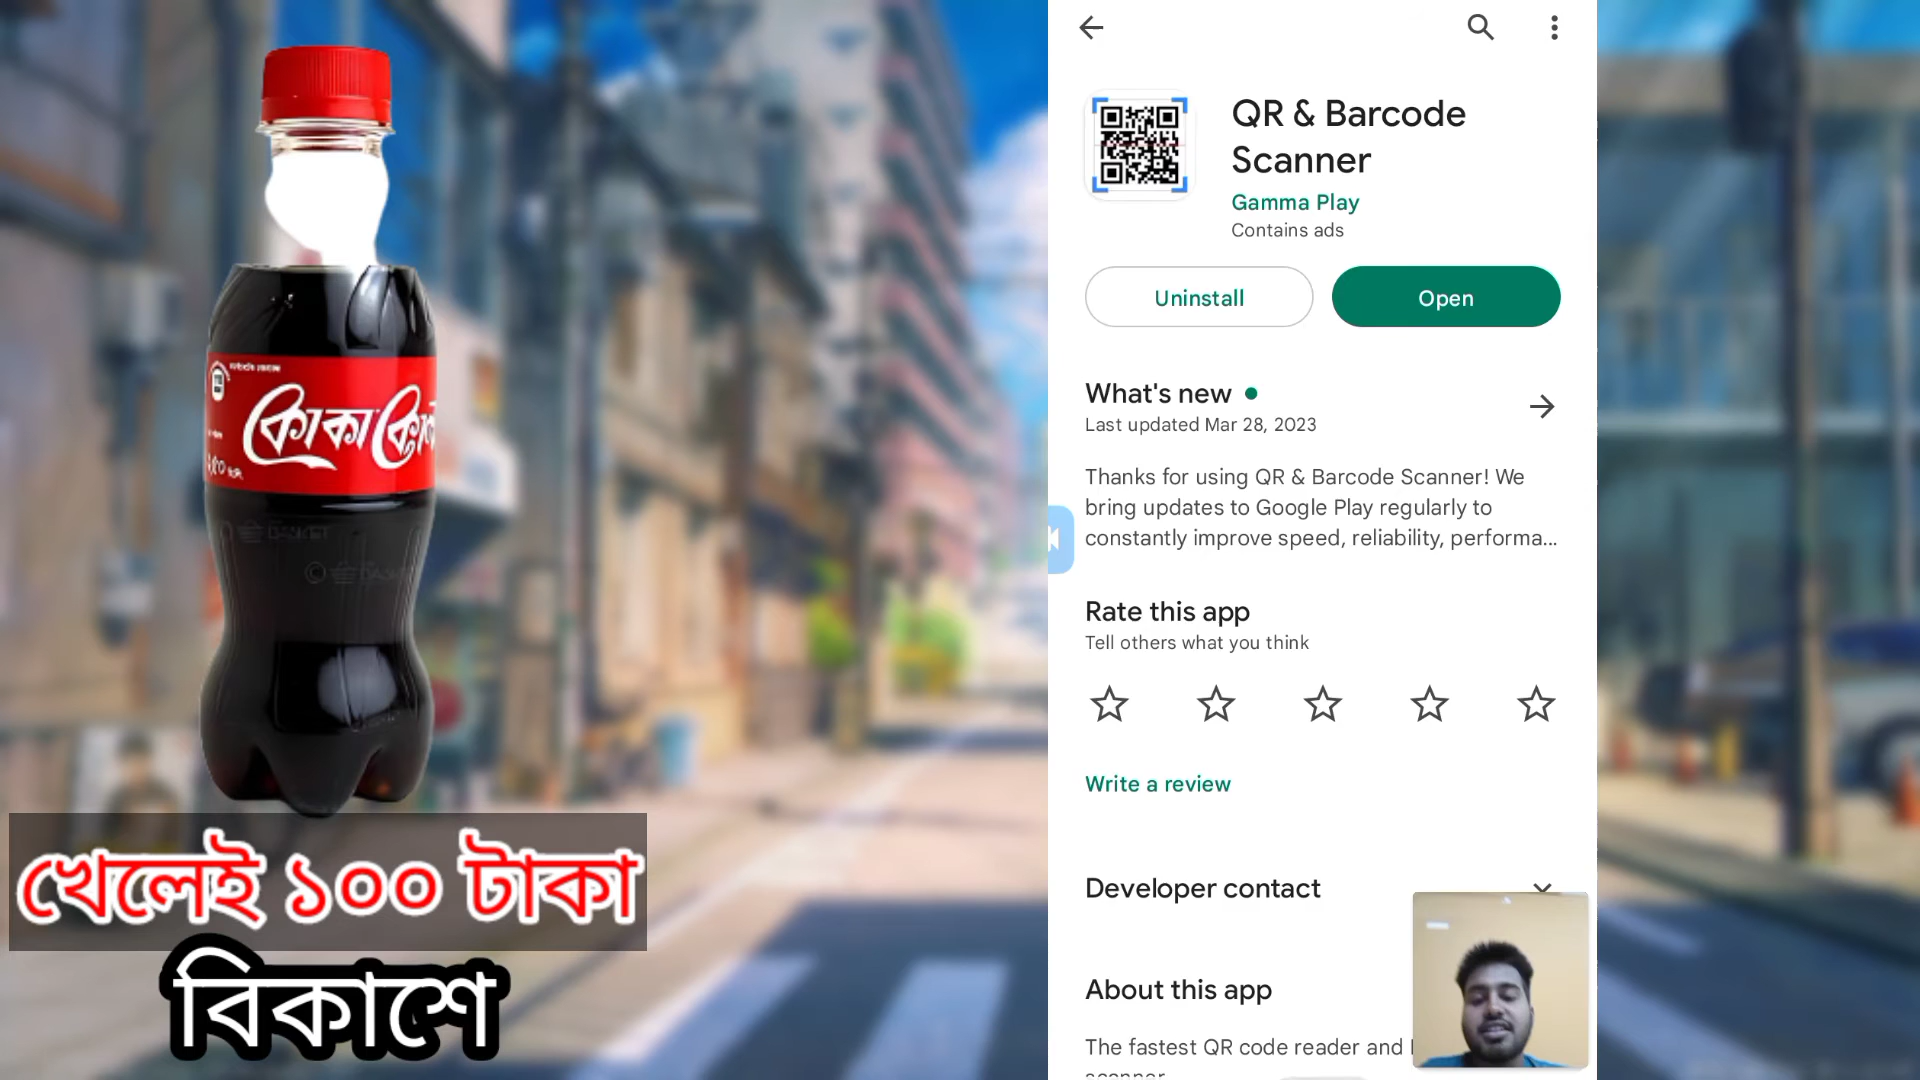 কোকা কোলা
খেলেই ১০০ টাকা
বিকাশে
QR & Barcode
Scanner
Gamma Play
Contains ads
Uninstall
Open
What's new
Last updated Mar 28, 2023
Thanks for using QR & Barcode Scanner! We
bring updates to Google Play regularly to
constantly improve speed, reliability, performa...
Rate this app
Tell others what you think
Write a review
Developer contact
About this app
The fastest QR code reader and
scanner